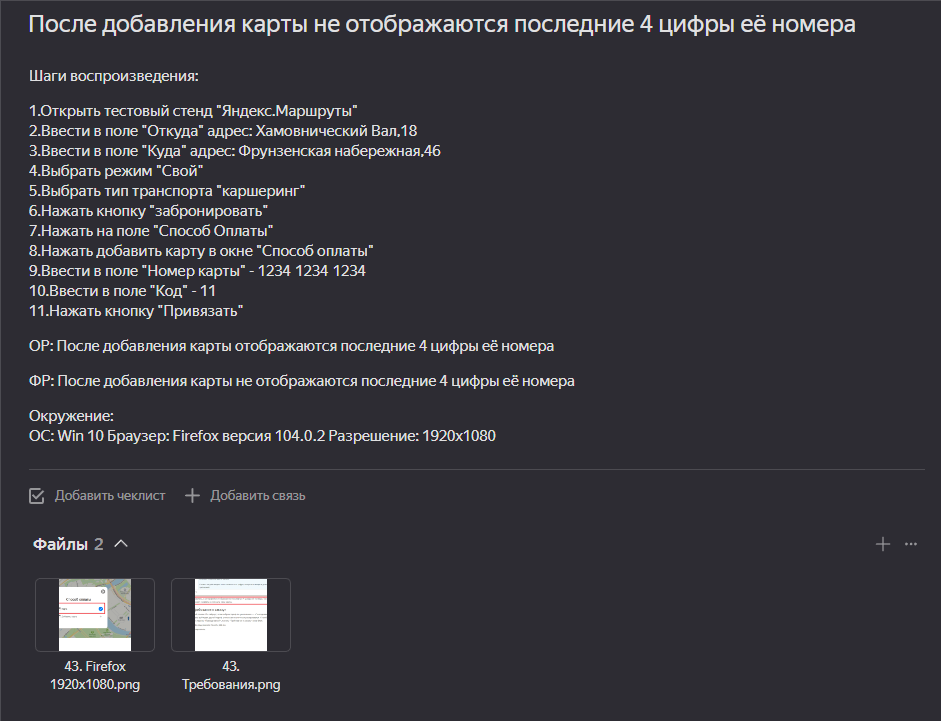 После добавления карты не отображаются последние 4 цифры её номера
Шаги воспроизведения:
1.Открыть тестовый стенд "Яндекс.Маршруты"
2.Ввести в поле "Откуда" адрес: Хамовнический Вал,18
3.Ввести в поле "Куда" адрес: Фрунзенская набережная,46
4.Выбрать режим "Свой"
5.Выбрать тип транспорта "каршеринг"
6.Нажать кнопку "забронировать"
7.Нажать на поле "Способ Оплаты"
8.Нажать добавить карту в окне "Способ оплаты"
9.Ввести в поле "Номер карты" - 1234 1234 1234
10.Ввести в поле "Код" - 11
11.Нажать кнопку "Привязать"
ОР: После добавления карты отображаются последние 4 цифры её номера
ФР: После добавления карты не отображаются последние 4 цифры её номера
Окружение:
ОС: Win 10 Браузер: Firefox версия 104.0.2 Разрешение: 1920x1080
Добавить чеклист Добавить связь
Файлы 2
43. Firefox
1920x1080.png
43.
Требования.png